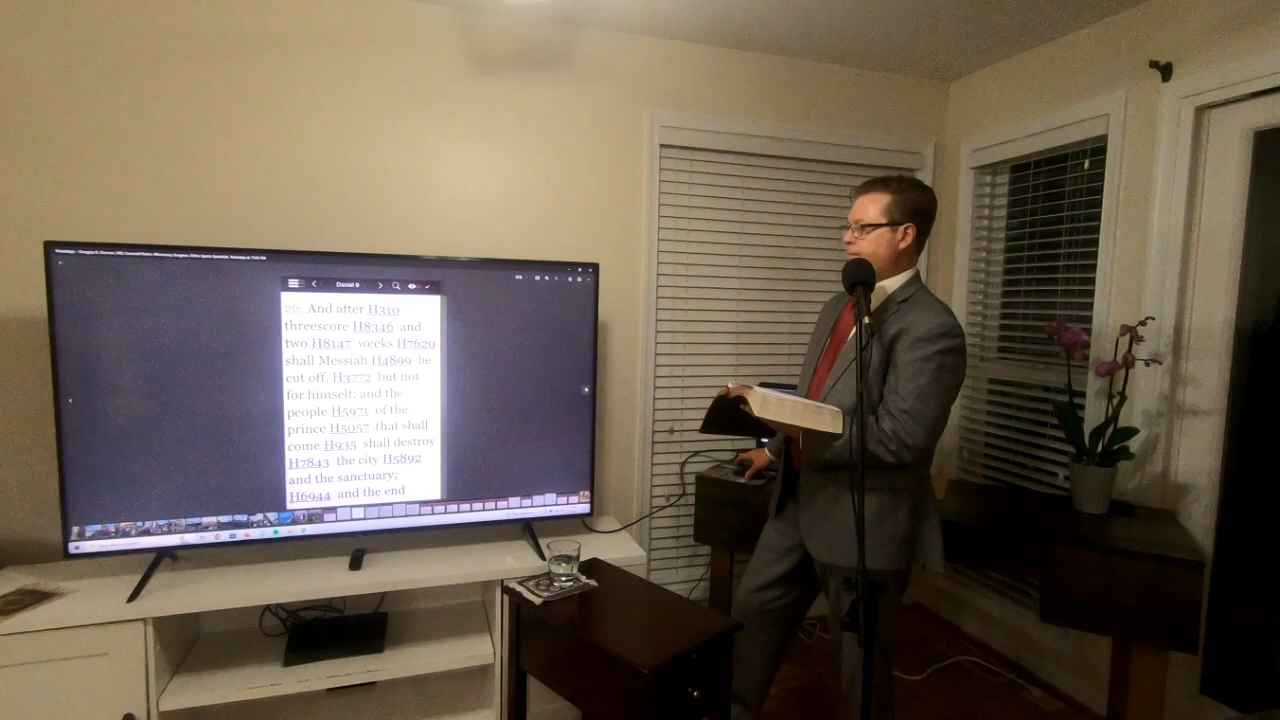 Daniel 9
26. And after H310
threescore H8346 and
two H8147 weeks H7620
shall Messiah H4899 be
cut off, H3772 but not
for himself: and the
people H5971 of the
prince H5057 that shall
come H935 shall destroy
H7843 the city H5892
and the sanctuary;
H6944 and the end